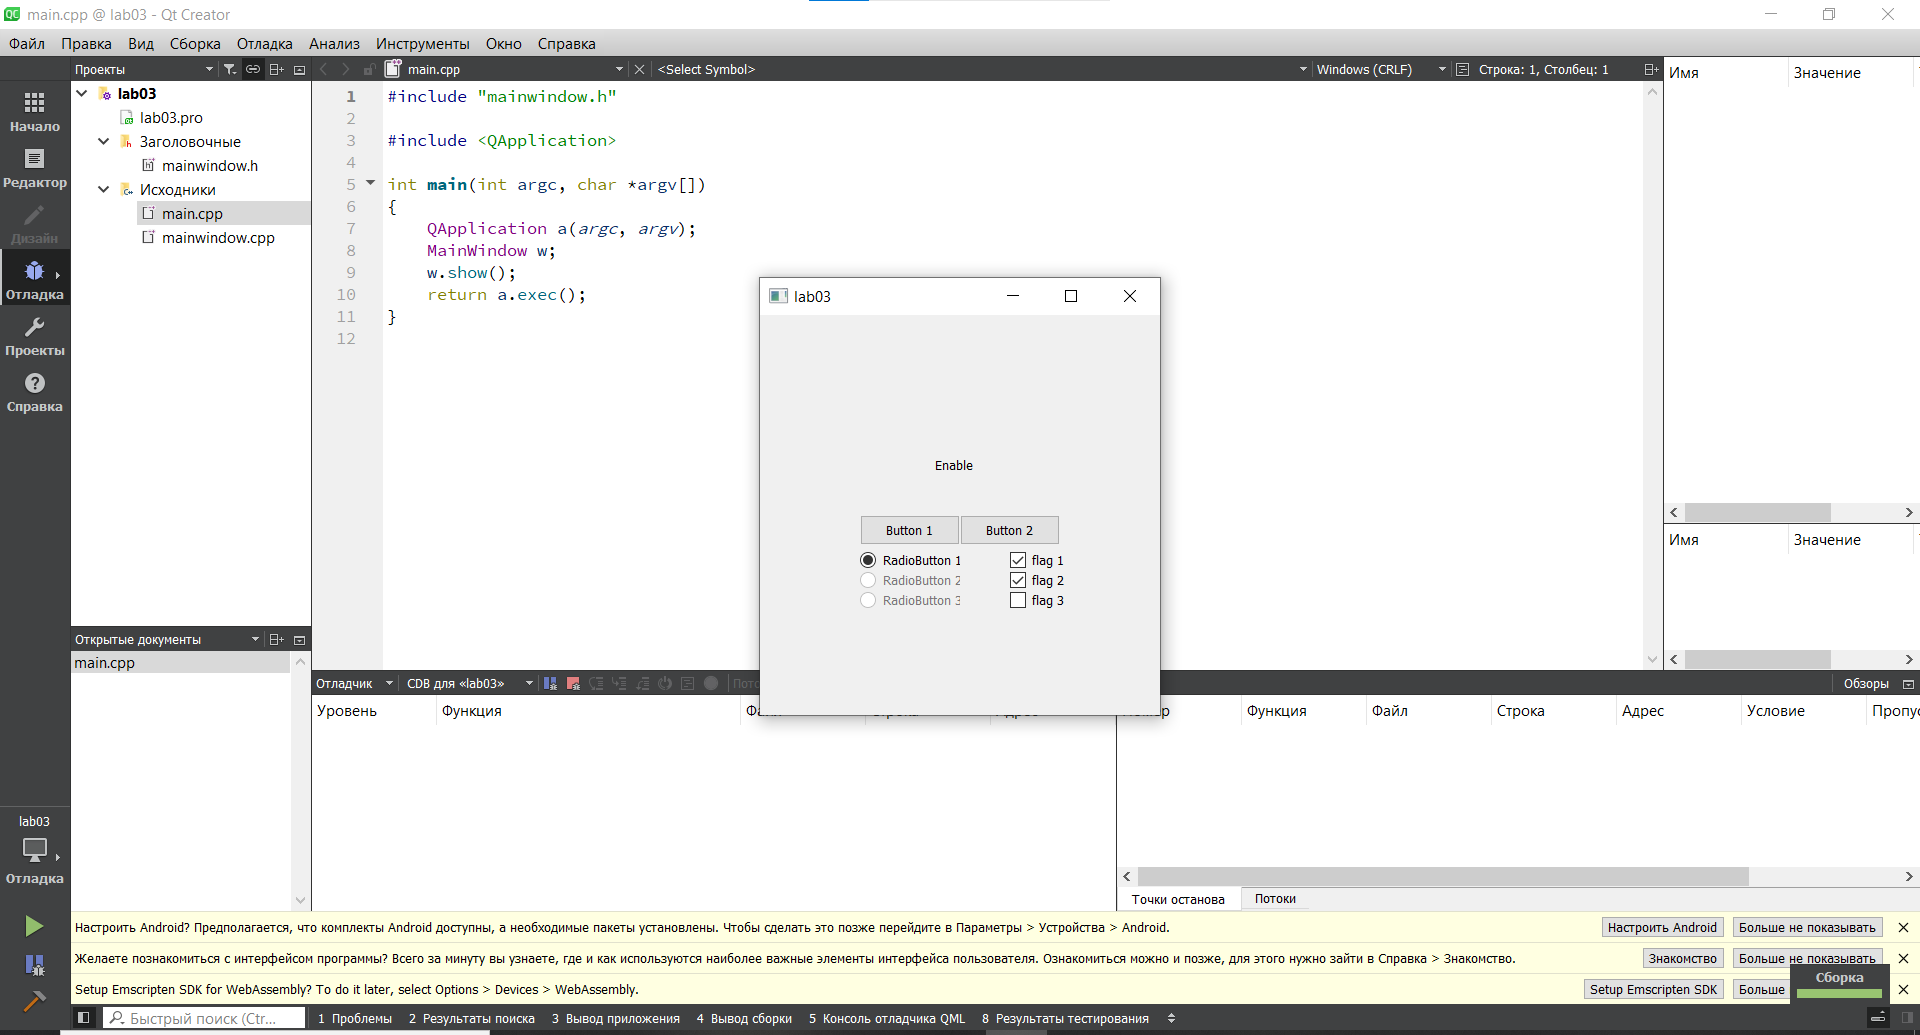 main.cpp @ lab03 - Qt Creator
Файл Правка Вид Сборка Отладка Анализ Инструменты Окно Справка
Проекты
main.cpp
<Select Symbol>
Windows (CRLF)
Строка: 1, Столбец: 1
Начало
Редактор
Дизайн
Отладка
Проекты
Справка
lab03
Отладка
lab03
lab03.pro
Заголовочные
mainwindow.h
Исходники
main.cpp
mainwindow.cpp
Открытые документы
main.cpp
1 #include "mainwindow.h"
2
3 #include <QApplication>
4
5 int main(int argc, char *argv[])
6 {
7 QApplication a(argc, argv);
8 MainWindow w;
9 w.show();
10 return a.exec();
11 }
12
lab03
Enable
Button 1 Button 2
RadioButton 1 flag 1
RadioButton 2 flag 2
RadioButton 3 flag 3
Имя Значение
Имя Значение
Отладчик CDB для «lab03»
Обзоры
Уровень Функция
Функция Файл Строка Адрес Условие
Точки останова Потоки
Настроить Android? Предполагается, что комплекты Android доступны, а необходимые пакеты установлены. Чтобы сделать это позже перейдите в Параметры > Устройства > Android.
Настроить Android Больше не показывать
Желаете познакомиться с интерфейсом программы? Всего за минуту вы узнаете, где и как используются наиболее важные элементы интерфейса пользователя. Ознакомиться можно и позже, для этого нужно зайти в Справка > Знакомство.
Знакомство Больше не показывать
Setup Emscripten SDK for WebAssembly? To do it later, select Options > Devices > WebAssembly.
Setup Emscripten SDK Больше
Сборка
Быстрый поиск (Ctr...
1 Проблемы 2 Результаты поиска 3 Вывод приложения 4 Вывод сборки 5 Консоль отладчика QML 8 Результаты тестирования